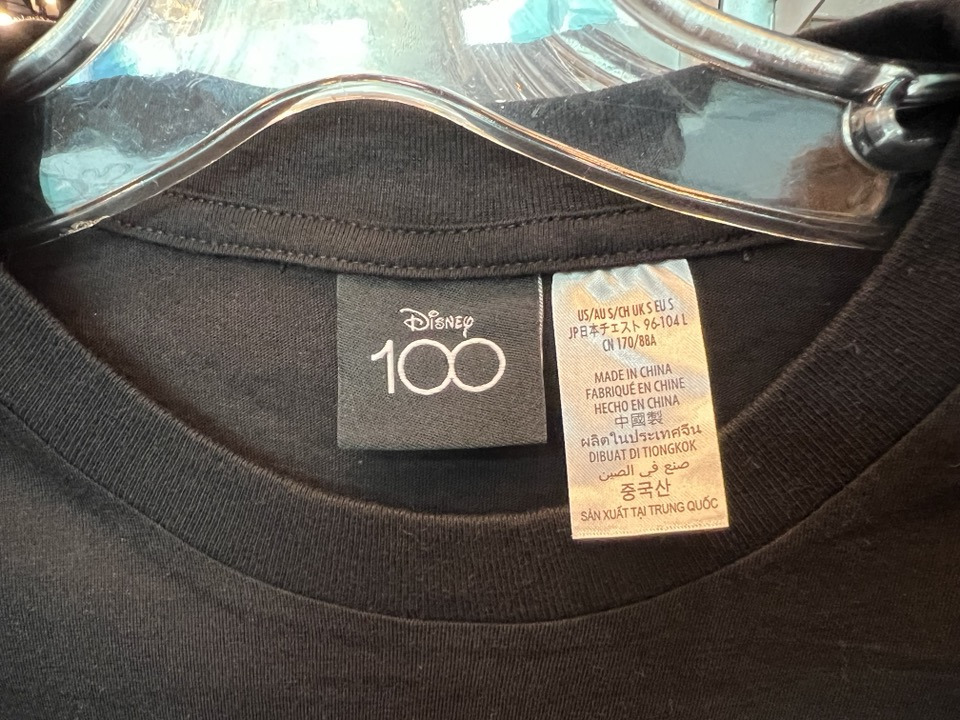 Disney
100
US/AU S/CH UK S EU S
JP日本チェスト 96-104 L
CN 170/88A
MADE IN CHINA
FABRIQUÉ EN CHINE
HECHO EN CHINA
中國製
ผลิตในประเทศจีน
DIBUAT DI TIONGKOK
صنع في الصين
중국산
SẢN XUẤT TẠI TRUNG QUỐC